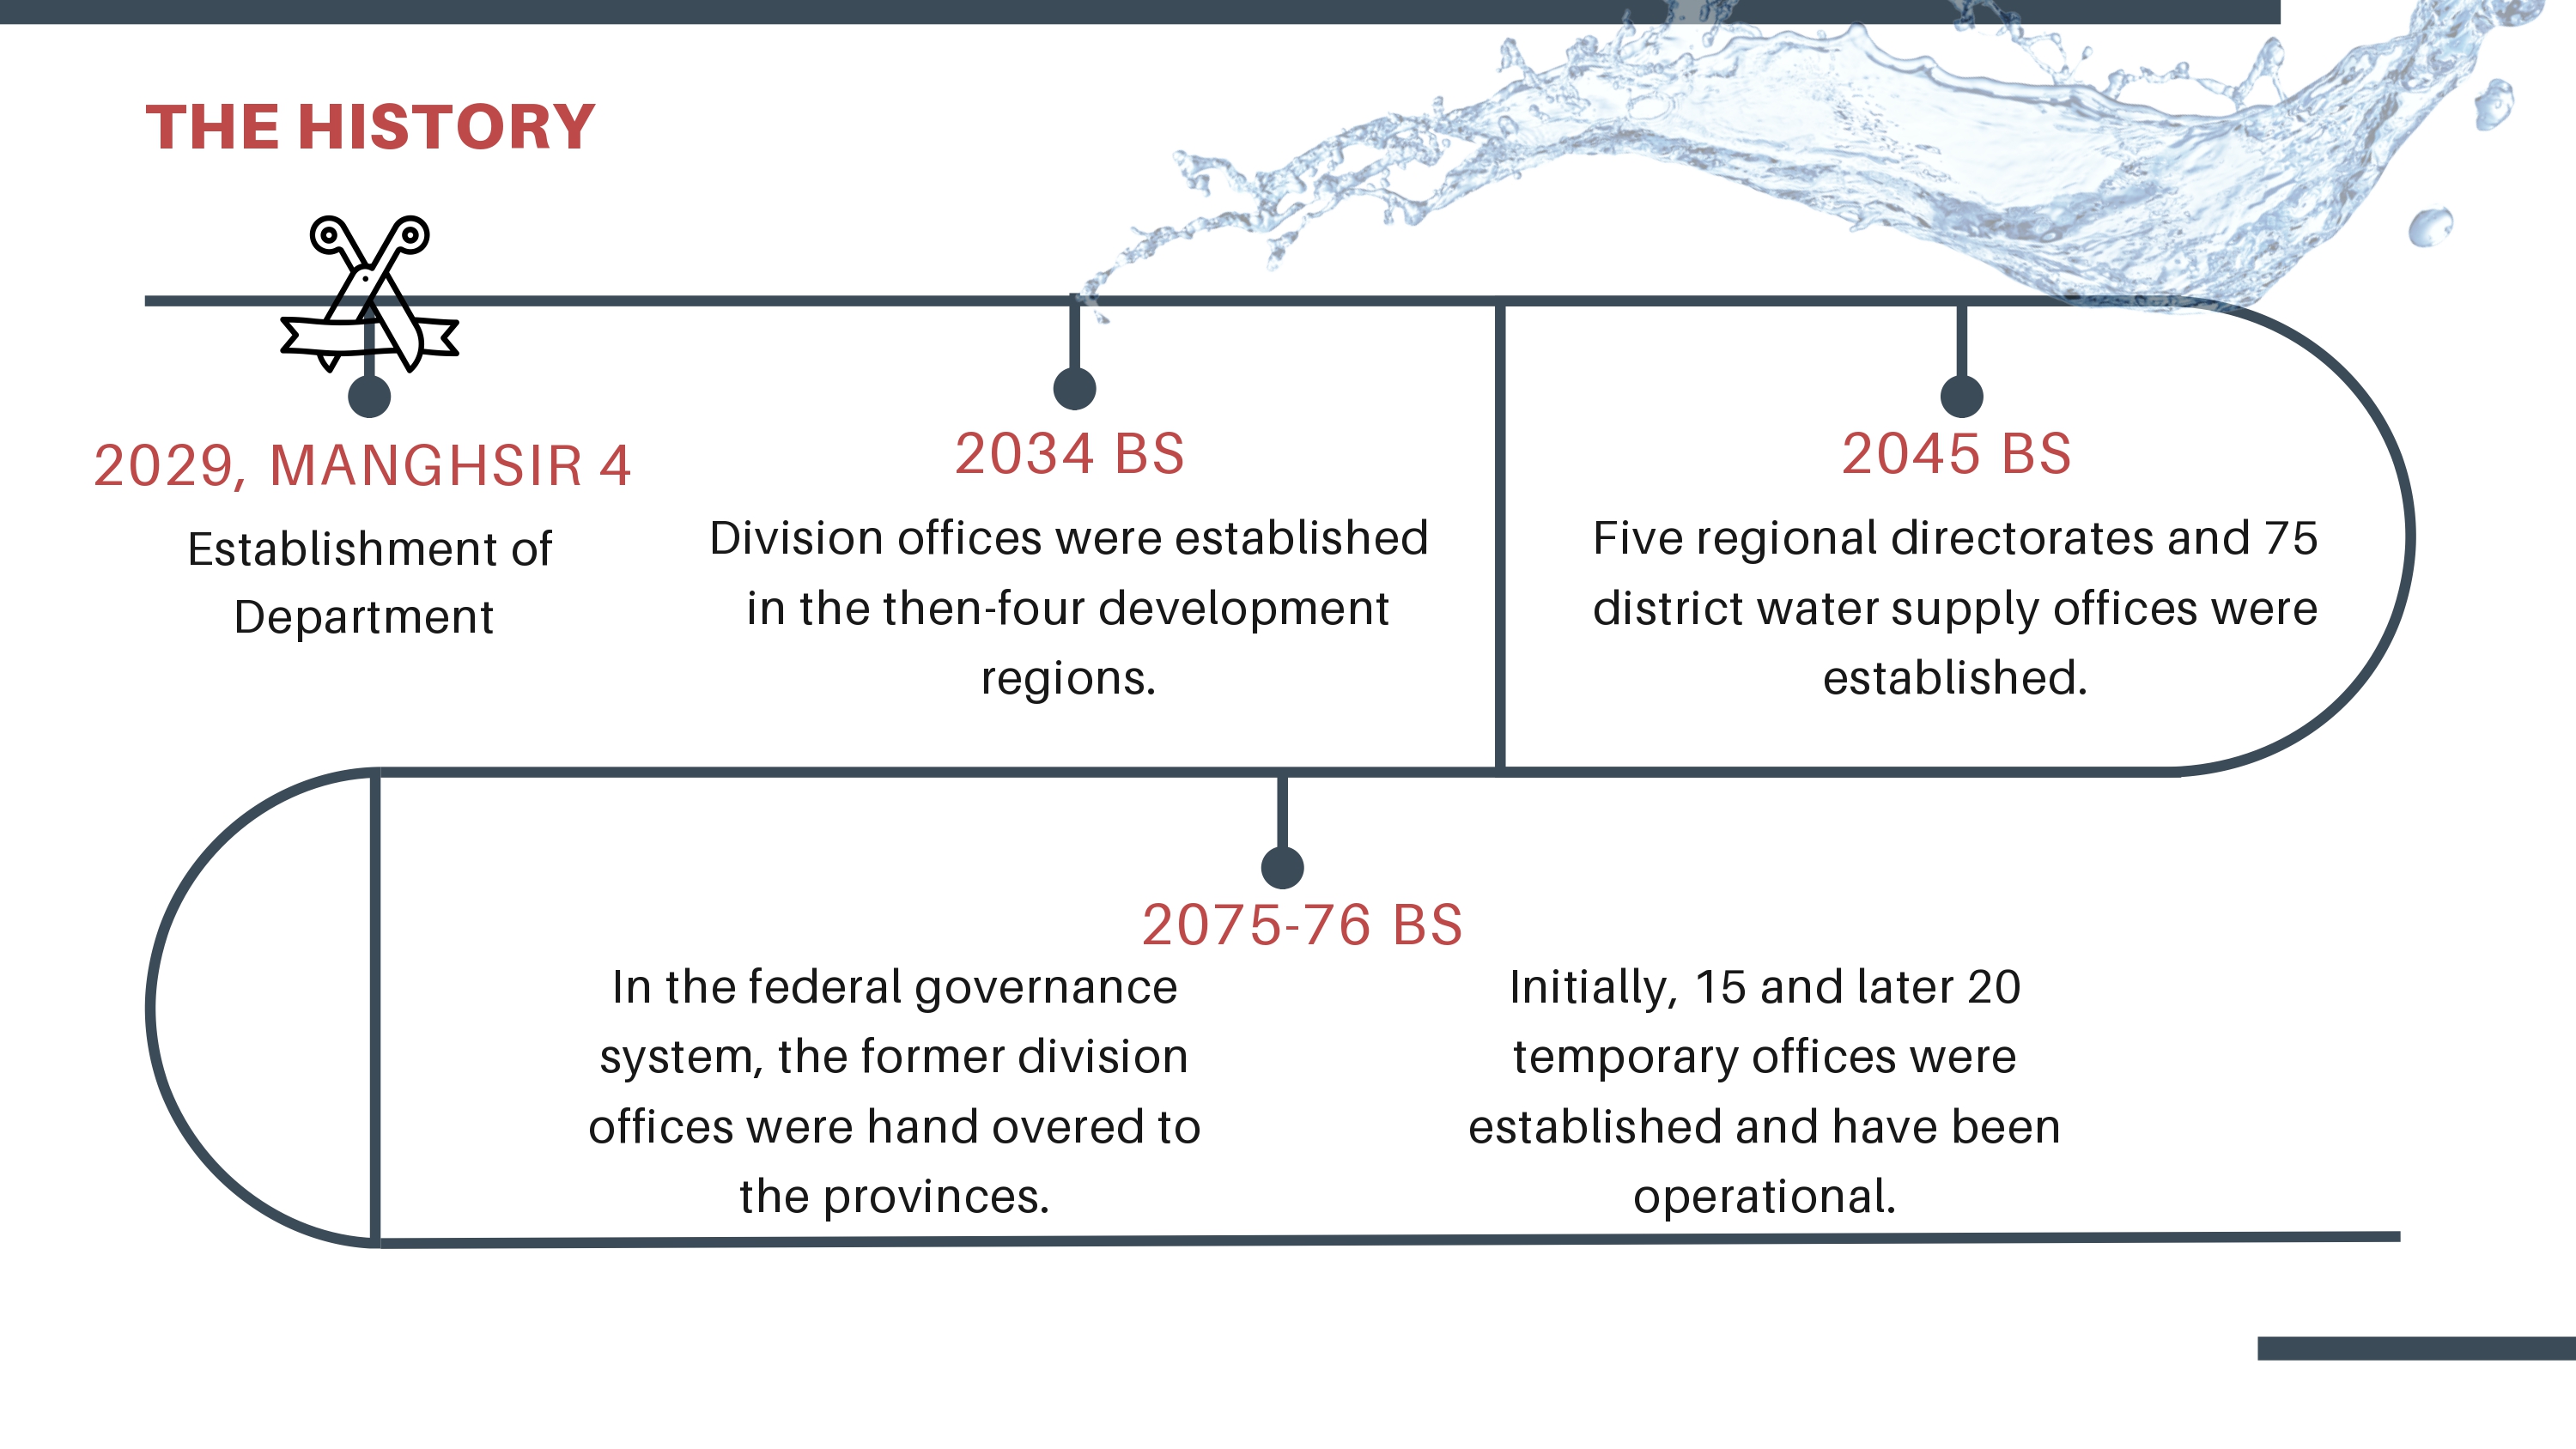 THE HISTORY
2029, MANGHSIR 4
Establishment of
Department
2034 BS
Division offices were established
in the then-four development
regions.
2045 BS
Five regional directorates and 75
district water supply offices were
established.
2075-76 BS
In the federal governance
system, the former division
offices were hand overed to
the provinces.
Initially, 15 and later 20
temporary offices were
established and have been
operational.